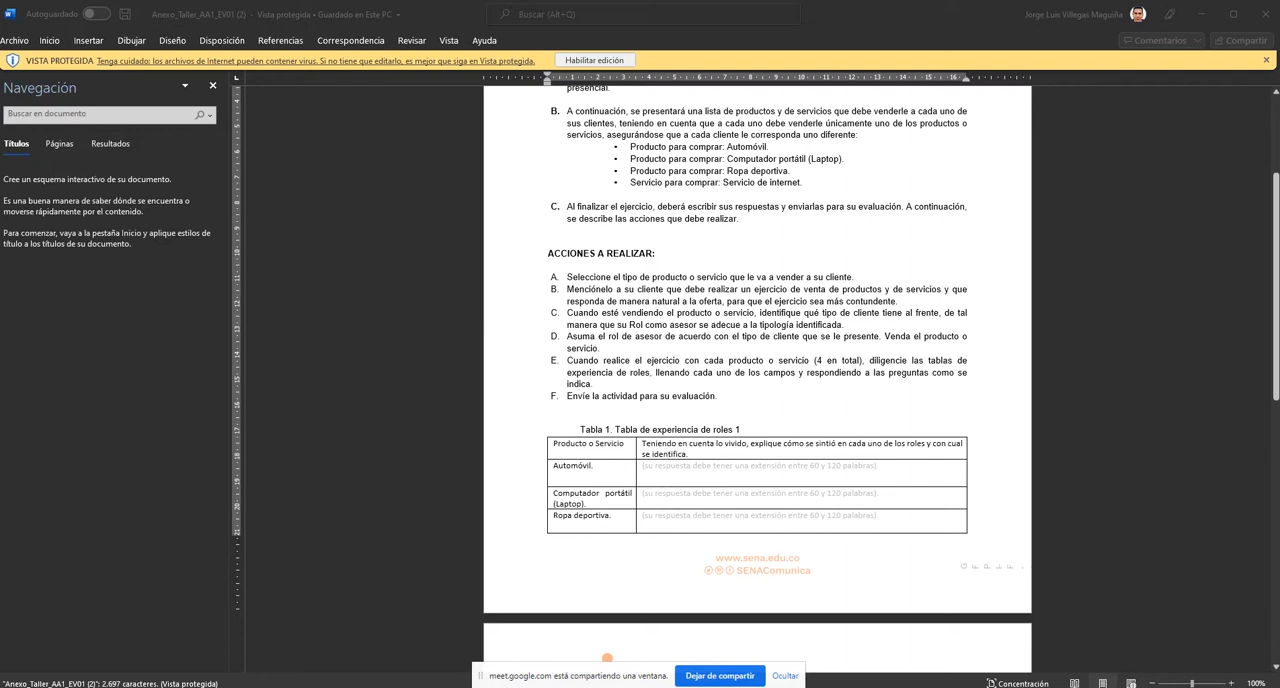 Autoguardado
Anexo_Taller_AA1_EV01 (2) - Vista protegida • Guardado en Este PC
Buscar (Alt+Q)
Jorge Luis Villegas Maguiña
Archivo Inicio Insertar Dibujar Diseño Disposición Referencias Correspondencia Revisar Vista Ayuda
Comentarios Compartir
VISTA PROTEGIDA Tenga cuidado: los archivos de Internet pueden contener virus. Si no tiene que editarlo, es mejor que siga en Vista protegida. Habilitar edición
Navegación
Buscar en documento
Títulos Páginas Resultados
Cree un esquema interactivo de su documento.
Es una buena manera de saber dónde se encuentra o
moverse rápidamente por el contenido.
Para comenzar, vaya a la pestaña Inicio y aplique estilos de
título a los títulos de su documento.
presencial.
B. A continuación, se presentará una lista de productos y de servicios que debe venderle a cada uno de
sus clientes, teniendo en cuenta que a cada uno debe venderle únicamente uno de los productos o
servicios, asegurándose que a cada cliente le corresponda uno diferente:
• Producto para comprar: Automóvil.
• Producto para comprar: Computador portátil (Laptop).
• Producto para comprar: Ropa deportiva.
• Servicio para comprar: Servicio de internet.
C. Al finalizar el ejercicio, deberá escribir sus respuestas y enviarlas para su evaluación. A continuación,
se describe las acciones que debe realizar.
ACCIONES A REALIZAR:
A. Seleccione el tipo de producto o servicio que le va a vender a su cliente.
B. Menciónelo a su cliente que debe realizar un ejercicio de venta de productos y de servicios y que
responda de manera natural a la oferta, para que el ejercicio sea más contundente.
C. Cuando esté vendiendo el producto o servicio, identifique qué tipo de cliente tiene al frente, de tal
manera que su Rol como asesor se adecue a la tipología identificada.
D. Asuma el rol de asesor de acuerdo con el tipo de cliente que se le presente. Venda el producto o
servicio.
E. Cuando realice el ejercicio con cada producto o servicio (4 en total), diligencie las tablas de
experiencia de roles, llenando cada uno de los campos y respondiendo a las preguntas como se
indica.
F. Envíe la actividad para su evaluación.
Tabla 1. Tabla de experiencia de roles 1
Producto o Servicio Teniendo en cuenta lo vivido, explique cómo se sintió en cada uno de los roles y con cual
se identifica.
Automóvil. (su respuesta debe tener una extensión entre 60 y 120 palabras).
Computador portátil (su respuesta debe tener una extensión entre 60 y 120 palabras).
(Laptop).
Ropa deportiva. (su respuesta debe tener una extensión entre 60 y 120 palabras).
www.sena.edu.co
SENAComunica
meet.google.com está compartiendo una ventana. Dejar de compartir Ocultar
"Anexo_Taller_AA1_EV01 (2)": 2.697 caracteres. (Vista protegida) Concentración 100%